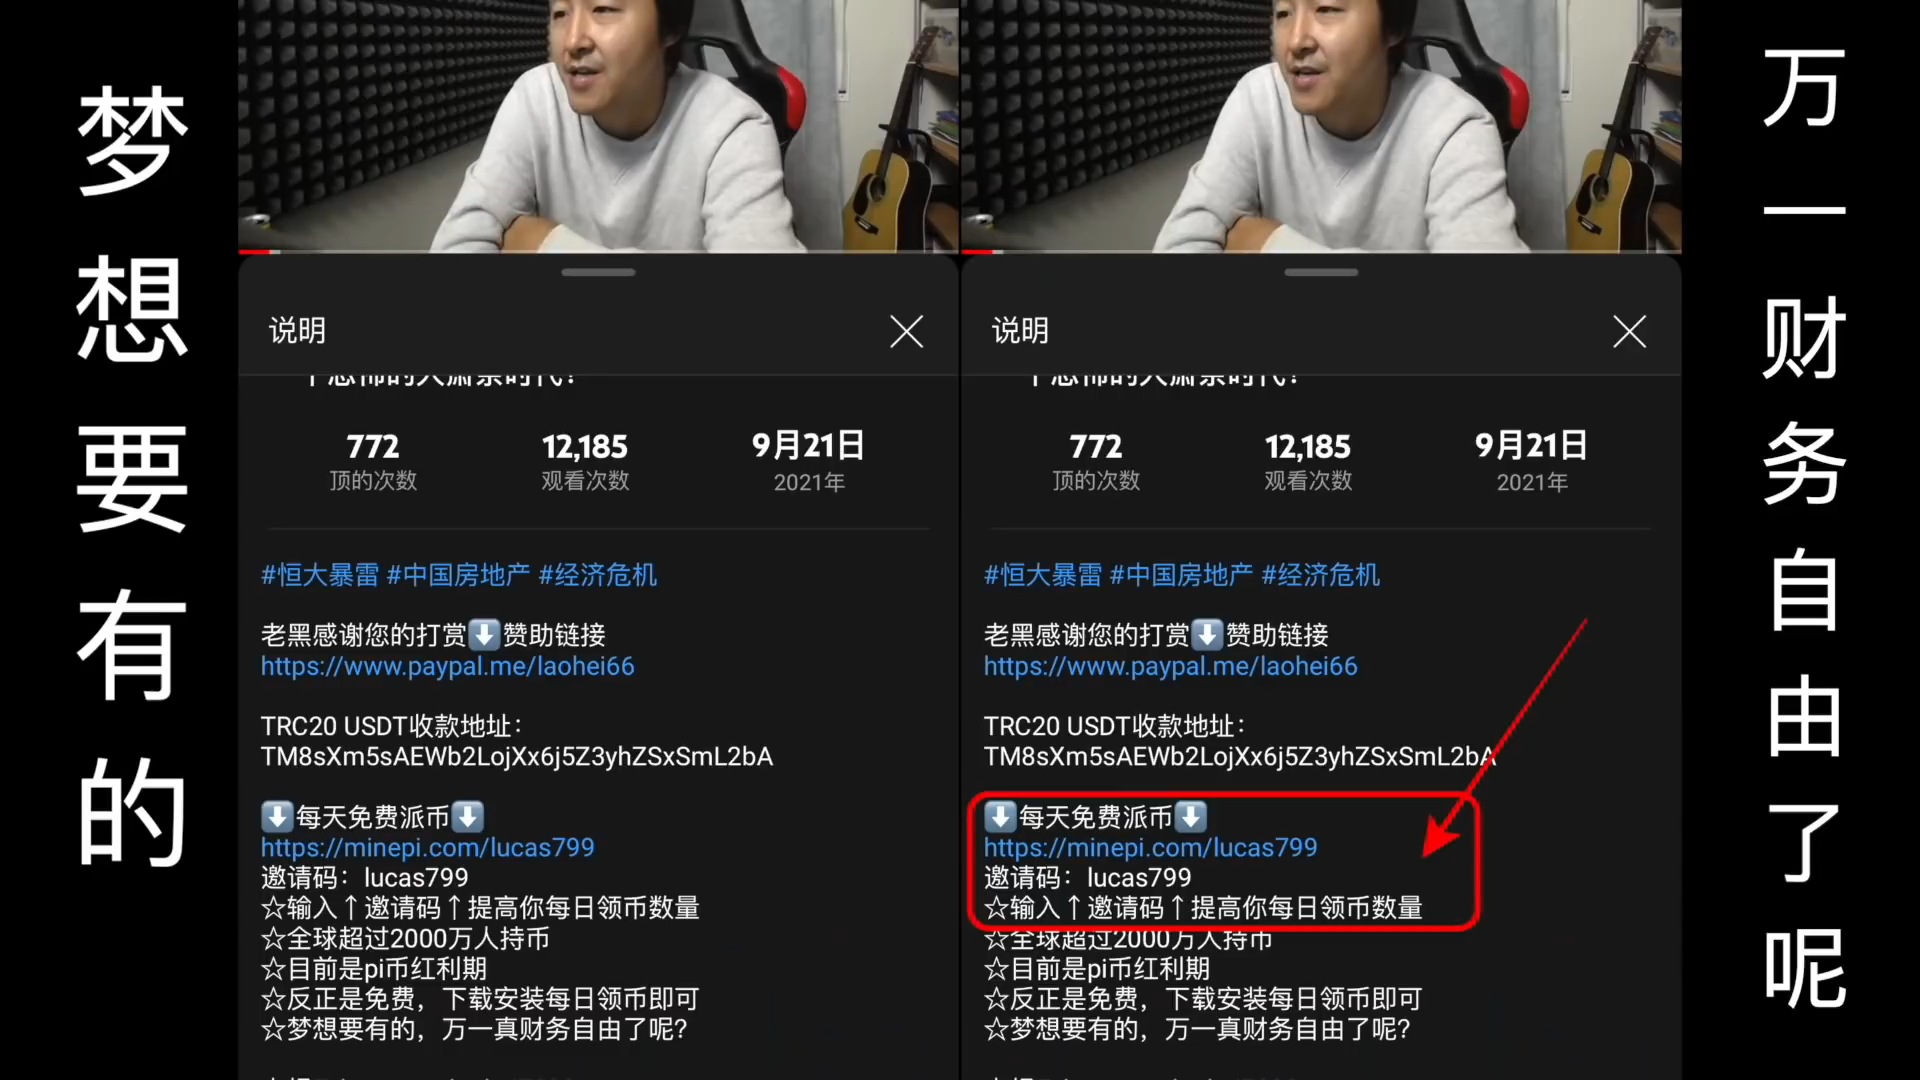 梦想要有的
说明
772
12,185
9月21日
顶的次数
观看次数
2021年
#恒大暴雷 #中国房地产 #经济危机
老黑感谢您的打赏⬇️赞助链接
https://www.paypal.me/laohei66
TRC20 USDT收款地址：
TM8sXm5sAEWb2LojXx6j5Z3yhZSxSmL2bA
⬇️每天免费派币⬇️
https://minepi.com/lucas799
邀请码：lucas799
☆输入↑邀请码↑提高你每日领币数量
☆全球超过2000万人持币
☆目前是pi币红利期
☆反正是免费，下载安装每日领币即可
☆梦想要有的，万一真财务自由了呢?
说明
772
12,185
9月21日
顶的次数
观看次数
2021年
#恒大暴雷 #中国房地产 #经济危机
老黑感谢您的打赏⬇️赞助链接
https://www.paypal.me/laohei66
TRC20 USDT收款地址：
TM8sXm5sAEWb2LojXx6j5Z3yhZSxSmL2bA
⬇️每天免费派币⬇️
https://minepi.com/lucas799
邀请码：lucas799
☆输入↑邀请码↑提高你每日领币数量
☆全球超过2000万人持币
☆目前是pi币红利期
☆反正是免费，下载安装每日领币即可
☆梦想要有的，万一真财务自由了呢?
万一财务自由了呢